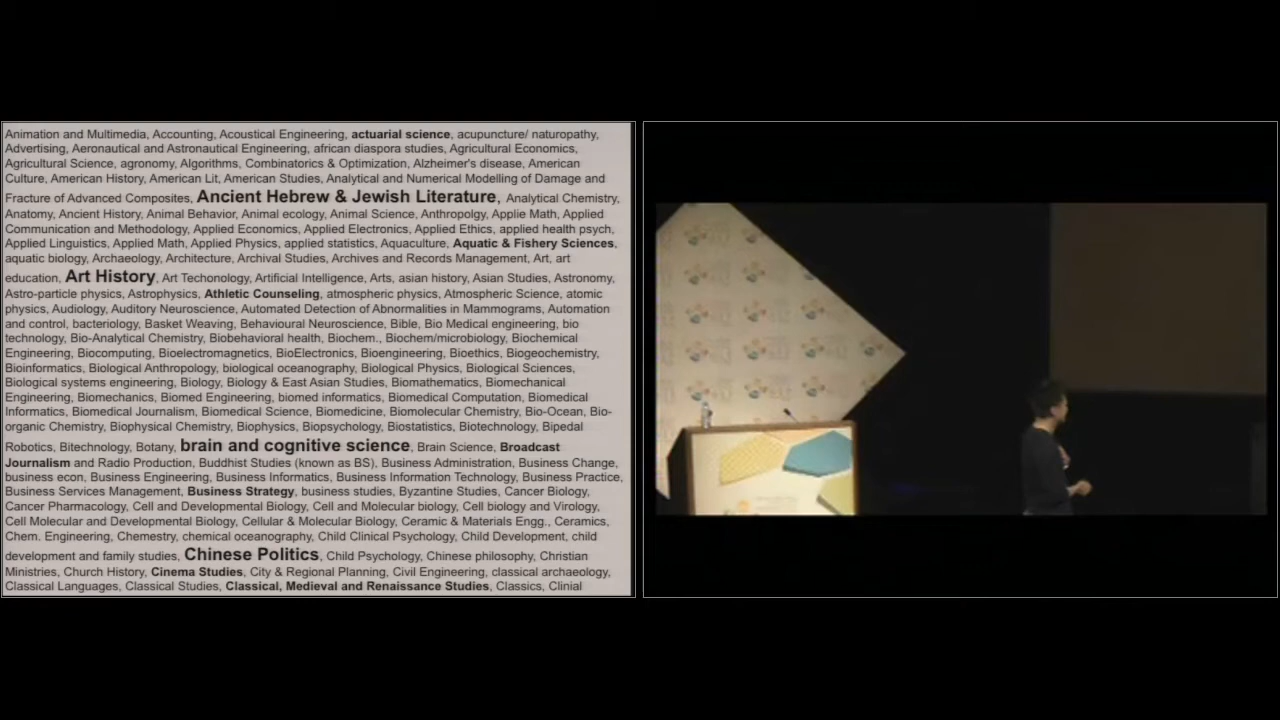 Animation and Multimedia, Accounting, Acoustical Engineering, actuarial science, acupuncture/ naturopathy,
Advertising, Aeronautical and Astronautical Engineering, african diaspora studies, Agricultural Economics,
Agricultural Science, agronomy, Algorithms, Combinatorics & Optimization, Alzheimer's disease, American
Culture, American History, American Lit, American Studies, Analytical and Numerical Modelling of Damage and
Fracture of Advanced Composites, Ancient Hebrew & Jewish Literature, Analytical Chemistry,
Anatomy, Ancient History, Animal Behavior, Animal ecology, Animal Science, Anthropolgy, Applie Math, Applied
Communication and Methodology, Applied Economics, Applied Electronics, Applied Ethics, applied health psych,
Applied Linguistics, Applied Math, Applied Physics, applied statistics, Aquaculture, Aquatic & Fishery Sciences,
aquatic biology, Archaeology, Architecture, Archival Studies, Archives and Records Management, Art, art
education, Art History, Art Techonology, Artificial Intelligence, Arts, asian history, Asian Studies, Astronomy,
Astro-particle physics, Astrophysics, Athletic Counseling, atmospheric physics, Atmospheric Science, atomic
physics, Audiology, Auditory Neuroscience, Automated Detection of Abnormalities in Mammograms, Automation
and control, bacteriology, Basket Weaving, Behavioural Neuroscience, Bible, Bio Medical engineering, bio
technology, Bio-Analytical Chemistry, Biobehavioral health, Biochem., Biochem/microbiology, Biochemical
Engineering, Biocomputing, Bioelectromagnetics, BioElectronics, Bioengineering, Bioethics, Biogeochemistry,
Bioinformatics, Biological Anthropology, biological oceanography, Biological Physics, Biological Sciences,
Biological systems engineering, Biology, Biology & East Asian Studies, Biomathematics, Biomechanical
Engineering, Biomechanics, Biomed Engineering, biomed informatics, Biomedical Computation, Biomedical
Informatics, Biomedical Journalism, Biomedical Science, Biomedicine, Biomolecular Chemistry, Bio-Ocean, Bio-
organic Chemistry, Biophysical Chemistry, Biophysics, Biopsychology, Biostatistics, Biotechnology, Bipedal
Robotics, Bitechnology, Botany, brain and cognitive science, Brain Science, Broadcast
Journalism and Radio Production, Buddhist Studies (known as BS), Business Administration, Business Change,
business econ, Business Engineering, Business Informatics, Business Information Technology, Business Practice,
Business Services Management, Business Strategy, business studies, Byzantine Studies, Cancer Biology,
Cancer Pharmacology, Cell and Developmental Biology, Cell and Molecular biology, Cell biology and Virology,
Cell Molecular and Developmental Biology, Cellular & Molecular Biology, Ceramic & Materials Engg., Ceramics,
Chem. Engineering, Chemestry, chemical oceanography, Child Clinical Psychology, Child Development, child
development and family studies, Chinese Politics, Child Psychology, Chinese philosophy, Christian
Ministries, Church History, Cinema Studies, City & Regional Planning, Civil Engineering, classical archaeology,
Classical Languages, Classical Studies, Classical, Medieval and Renaissance Studies, Classics, Clinial